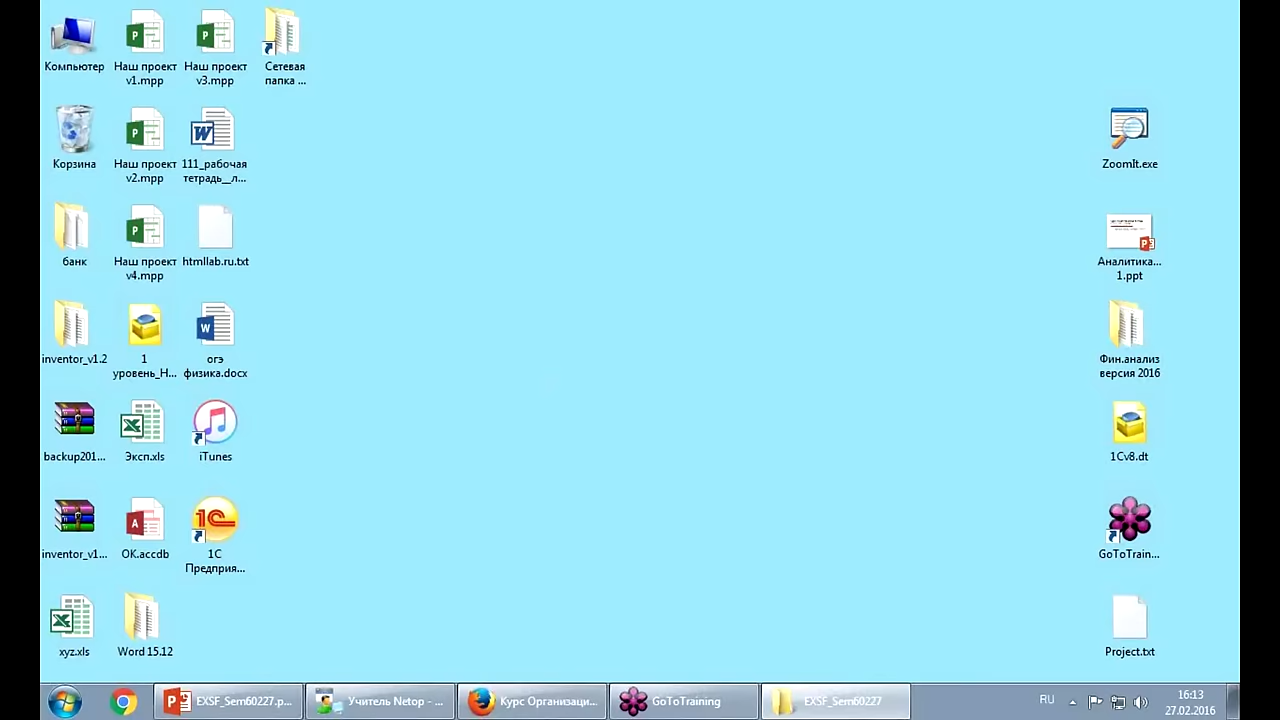 Компьютер
Наш проект
v1.mpp
Наш проект
v3.mpp
Сетевая
папка ...
Корзина
Наш проект
v2.mpp
111_рабочая
тетрадь__л...
ZoomIt.exe
банк
Наш проект
v4.mpp
htmllab.ru.txt
Аналитика...
1.ppt
inventor_v1.2
1
уровень_Н...
огэ
физика.docx
Фин.анализ
версия 2016
backup201...
Эксп.xls
iTunes
1Cv8.dt
inventor_v1...
OK.accdb
1С
Предприя...
GoToTrain...
xyz.xls
Word 15.12
Project.txt
EXSF_Sem60227.p...
Учитель Netop - ...
Курс Организаци...
GoToTraining
EXSF_Sem60227
RU
16:13
27.02.2016